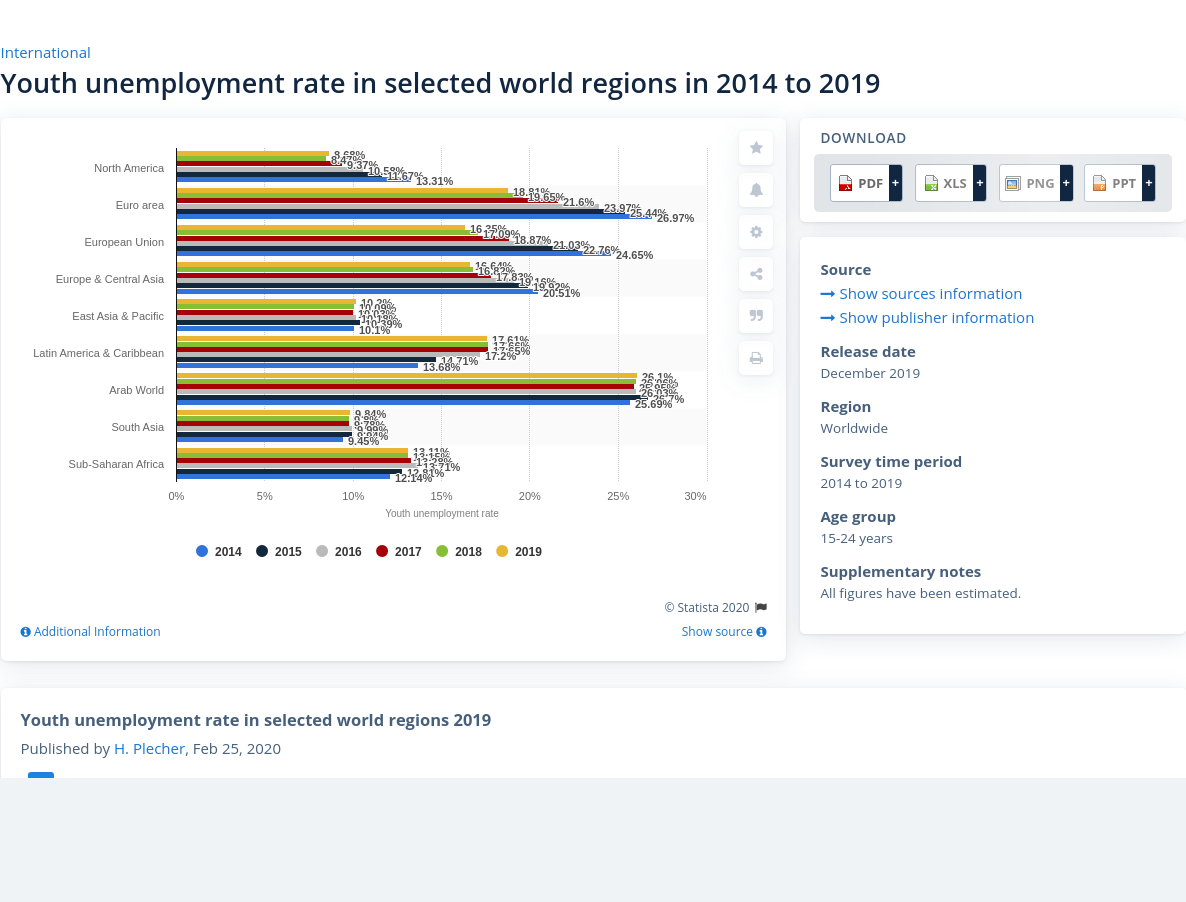 International
Youth unemployment rate in selected world regions in 2014 to 2019
North America
8.68%
8.47%
9.37%
10.58%
11.67%
13.31%
Euro area
18.81%
19.65%
21.6%
23.97%
25.44%
26.97%
European Union
16.35%
17.09%
18.87%
21.03%
22.76%
24.65%
Europe & Central Asia
16.64%
16.82%
17.83%
19.16%
19.92%
20.51%
East Asia & Pacific
10.2%
10.09%
10.03%
10.18%
10.39%
10.1%
Latin America & Caribbean
17.61%
17.66%
17.65%
17.2%
14.71%
13.68%
Arab World
26.1%
26.06%
25.95%
26.03%
26.7%
25.69%
South Asia
9.84%
9.8%
9.78%
9.99%
9.94%
9.45%
Sub-Saharan Africa
13.11%
13.15%
13.28%
13.71%
12.81%
12.14%
0% 5% 10% 15% 20% 25% 30%
Youth unemployment rate
2014 2015 2016 2017 2018 2019
© Statista 2020
Additional Information
Show source
DOWNLOAD
PDF + XLS + PNG + PPT +
Source
Show sources information
Show publisher information
Release date
December 2019
Region
Worldwide
Survey time period
2014 to 2019
Age group
15-24 years
Supplementary notes
All figures have been estimated.
Youth unemployment rate in selected world regions 2019
Published by H. Plecher, Feb 25, 2020